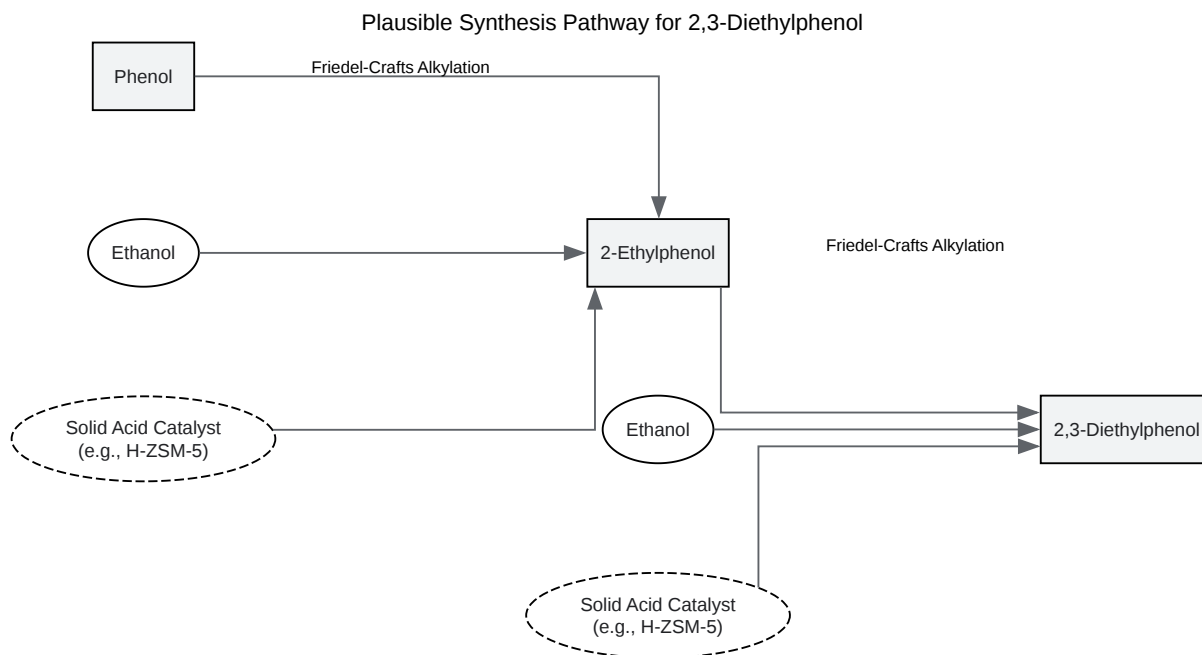 Plausible Synthesis Pathway for 2,3-Diethylphenol
Phenol
Friedel-Crafts Alkylation
Ethanol
2-Ethylphenol
Friedel-Crafts Alkylation
Solid Acid Catalyst
(e.g., H-ZSM-5)
Ethanol
2,3-Diethylphenol
Solid Acid Catalyst
(e.g., H-ZSM-5)